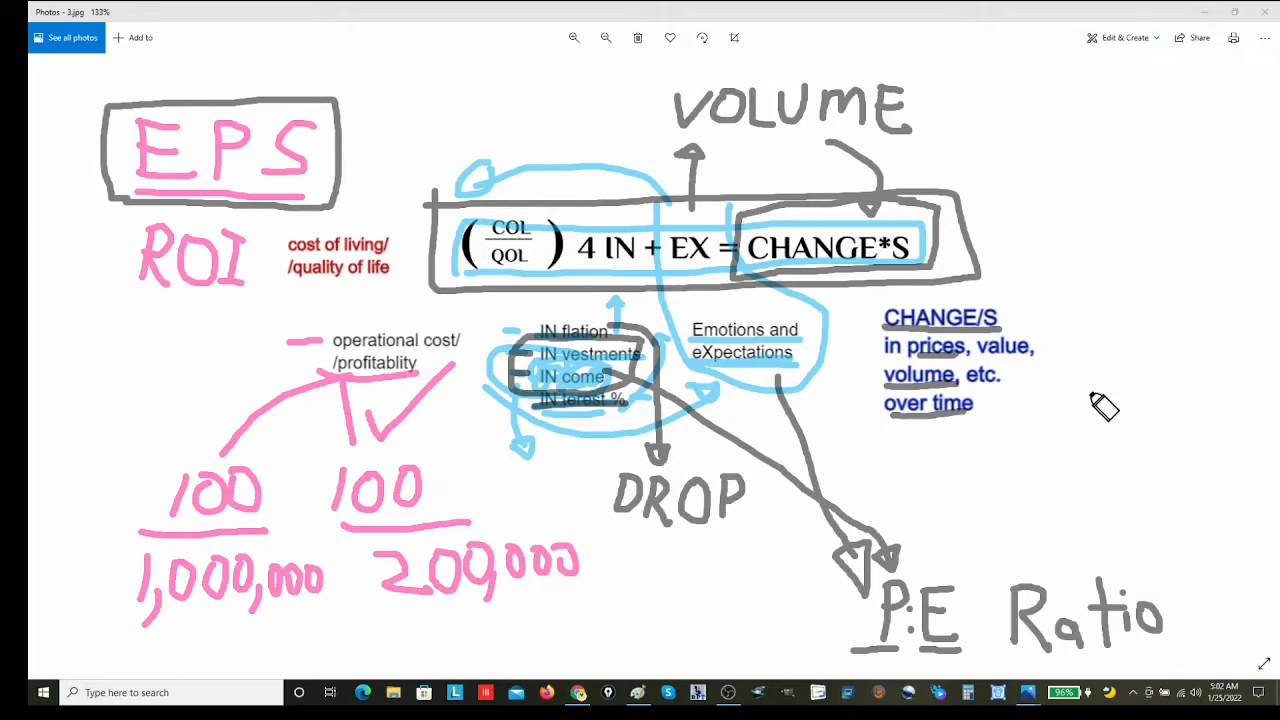 Photos - 3.jpg 133%
See all photos
Add to
Edit & Create
Share
VOLUME
EPS
ROI
cost of living/
/quality of life
( COL
QOL ) 4 IN + EX = CHANGE*S
operational cost/
/profitablity
IN flation
IN vestments
IN come
IN terest %
Emotions and
eXpectations
CHANGE/S
in prices, value,
volume, etc.
over time
100
1,000,000
100
200,000
DROP
P:E Ratio
Type here to search
96%
5:02 AM
1/25/2022